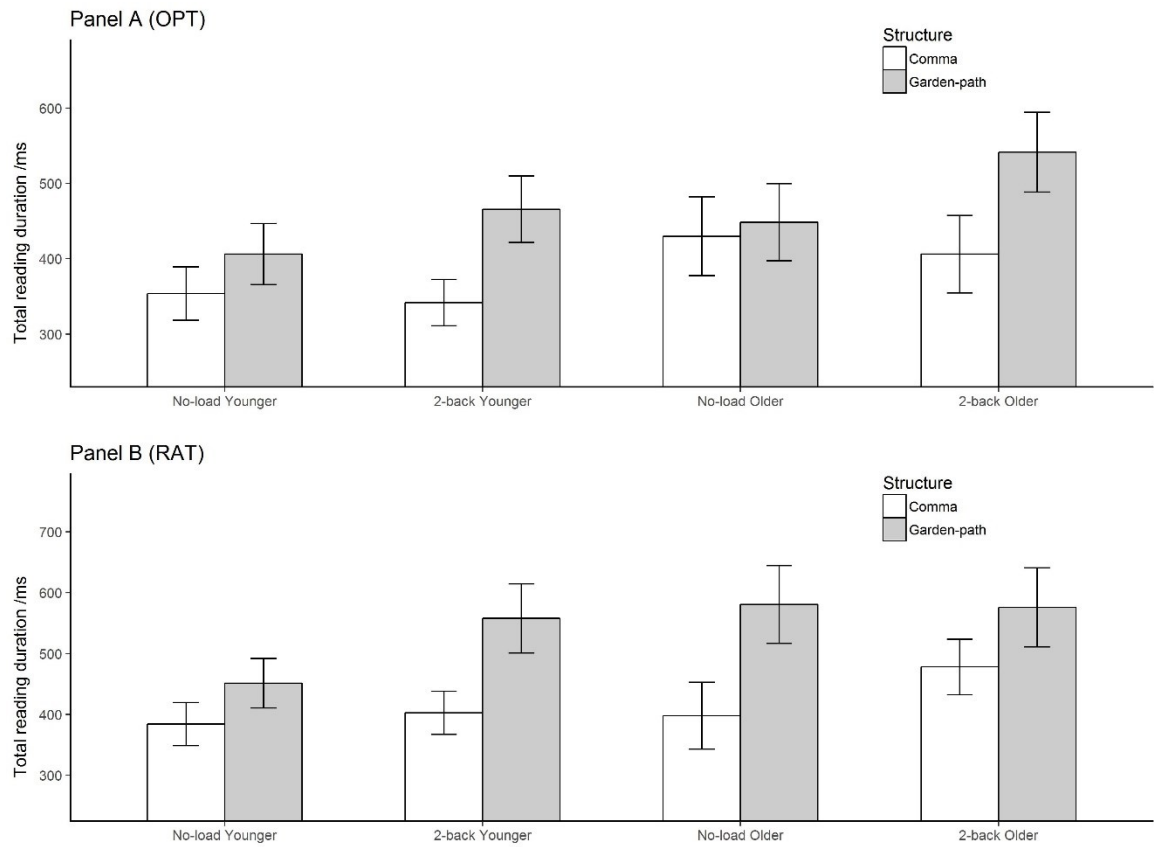 Panel A (OPT)
Structure
Comma
Garden-path
Total reading duration /ms
600
500
400
300
No-load Younger
2-back Younger
No-load Older
2-back Older
Panel B (RAT)
Structure
Comma
Garden-path
Total reading duration /ms
700
600
500
400
300
No-load Younger
2-back Younger
No-load Older
2-back Older